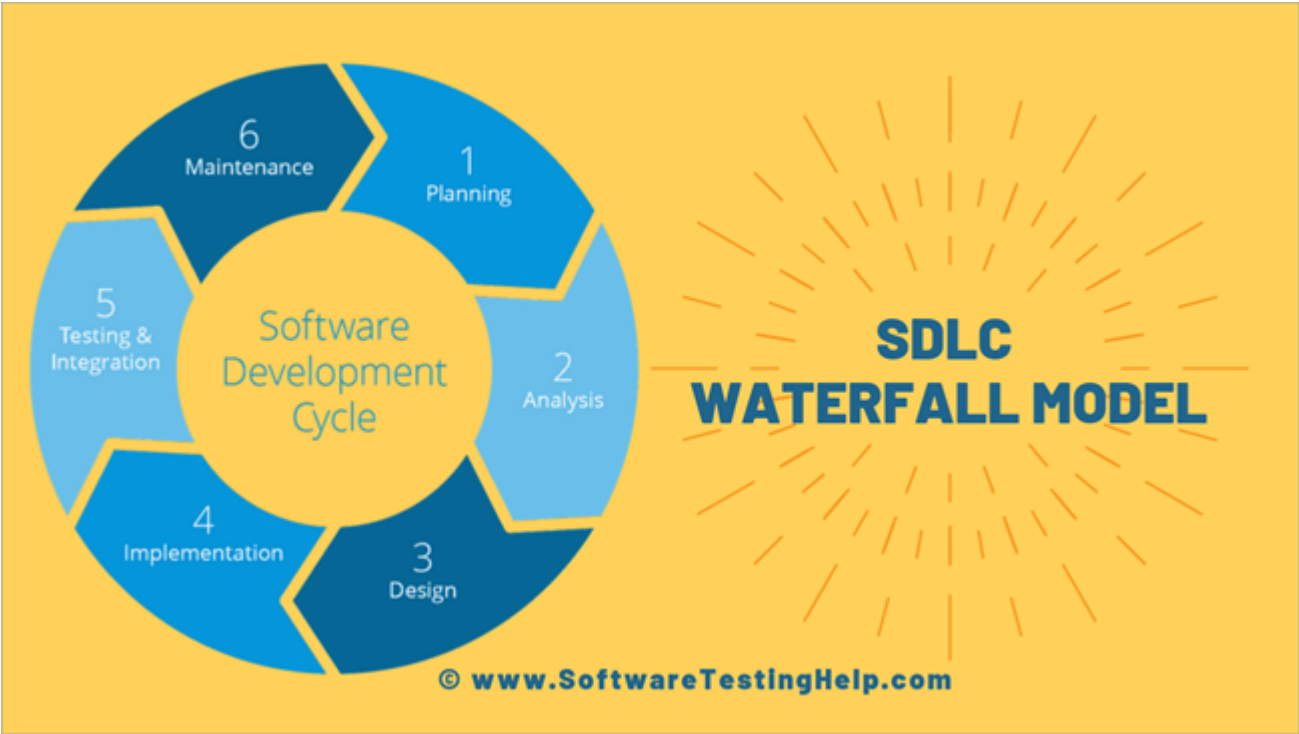 1
Planning
2
Analysis
3
Design
4
Implementation
5
Testing &
Integration
6
Maintenance
Software
Development
Cycle
SDLC
WATERFALL MODEL
© www.SoftwareTestingHelp.com